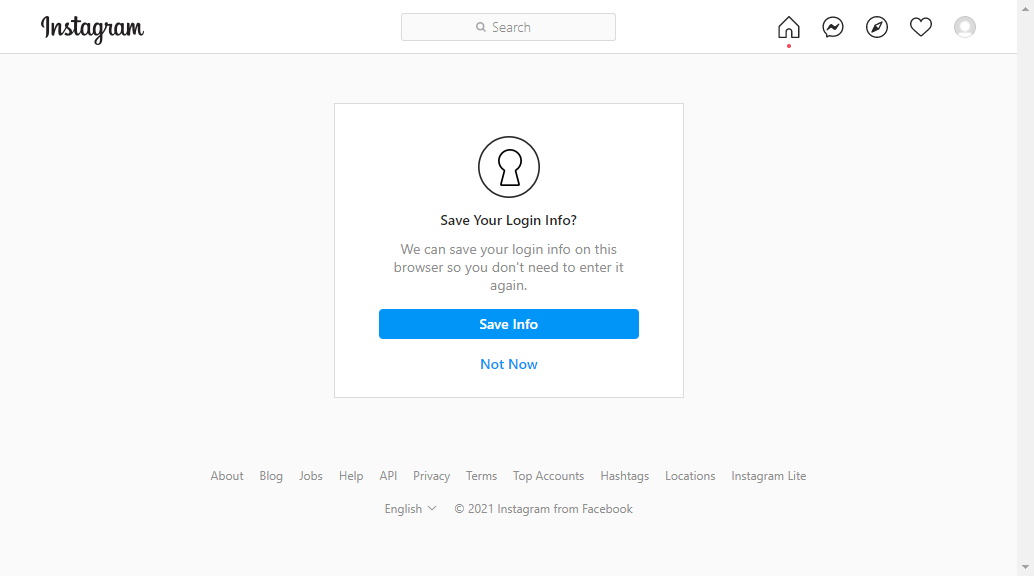 Instagram
Search
Save Your Login Info?
We can save your login info on this
browser so you don't need to enter it
again.
Save Info
Not Now
About Blog Jobs Help API Privacy Terms Top Accounts Hashtags Locations Instagram Lite
English © 2021 Instagram from Facebook